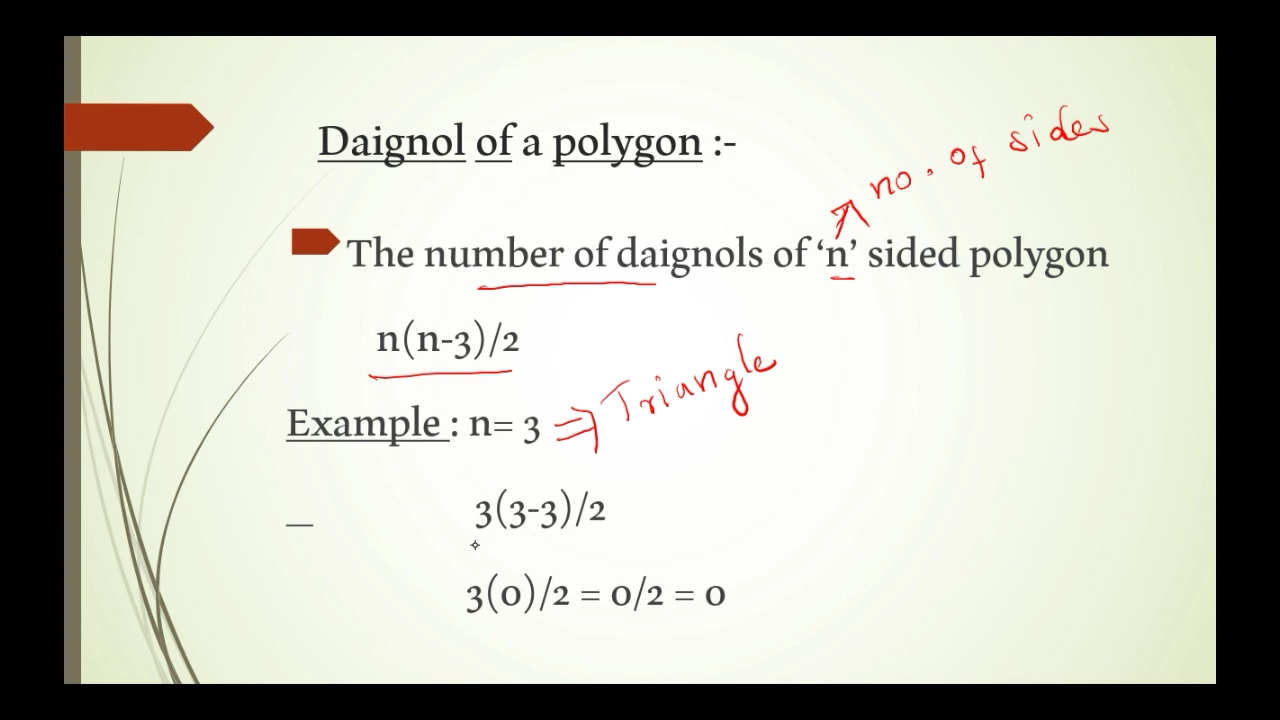 Daignol of a polygon :-
no. of sides
The number of daignols of ‘n’ sided polygon
n(n-3)/2
Example : n= 3 ⇒ Triangle
3(3-3)/2
3(0)/2 = 0/2 = 0